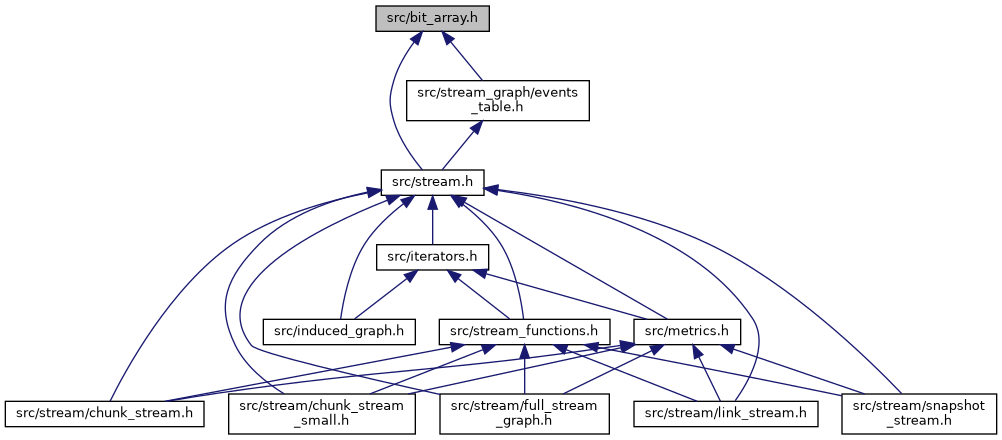 src/bit_array.h
src/stream_graph/events
_table.h
src/stream.h
src/iterators.h
src/induced_graph.h
src/stream_functions.h
src/metrics.h
src/stream/chunk_stream.h
src/stream/chunk_stream
_small.h
src/stream/full_stream
_graph.h
src/stream/link_stream.h
src/stream/snapshot
_stream.h